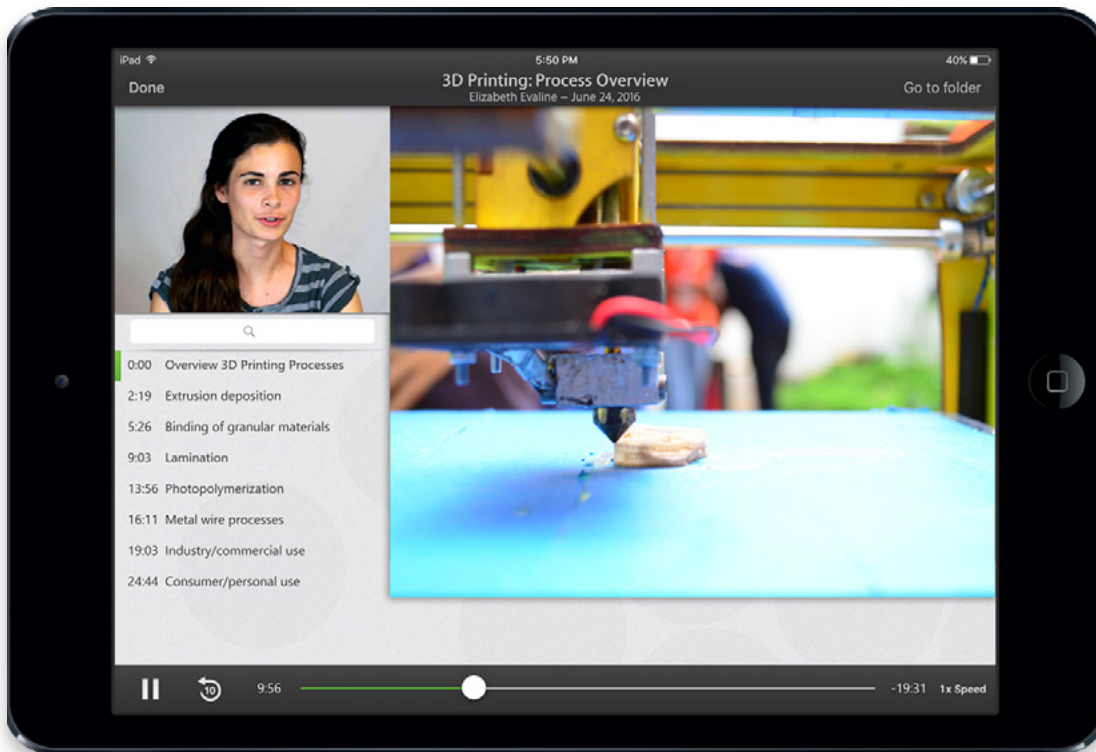 iPad
5:50 PM
40%
Done
3D Printing: Process Overview
Go to folder
Elizabeth Evaline – June 24, 2016
0:00 Overview 3D Printing Processes
2:19 Extrusion deposition
5:26 Binding of granular materials
9:03 Lamination
13:56 Photopolymerization
16:11 Metal wire processes
19:03 Industry/commercial use
24:44 Consumer/personal use
10
9:56
-19:31
1x Speed